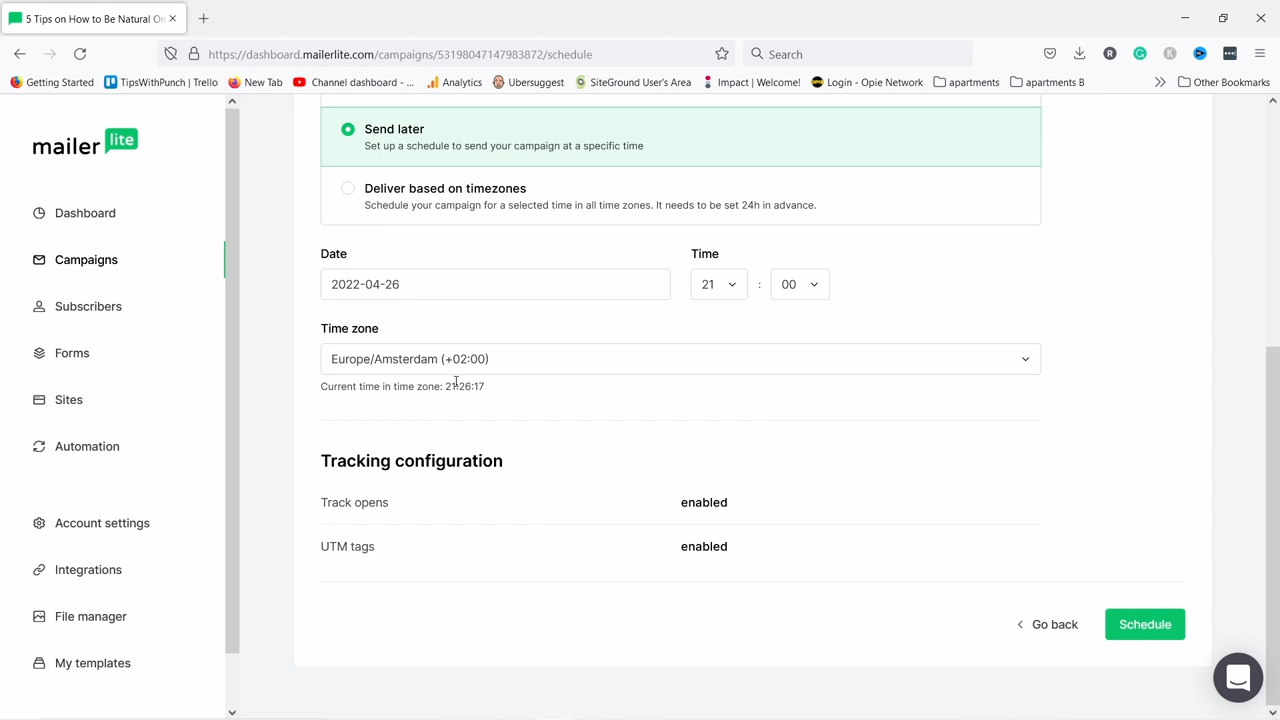 5 Tips on How to Be Natural On
https://dashboard.mailerlite.com/campaigns/53198047147983872/schedule
Search
Getting Started
TipsWithPunch | Trello
New Tab
Channel dashboard - ...
Analytics
Ubersuggest
SiteGround User's Area
Impact | Welcome!
Login - Opie Network
apartments
apartments B
Other Bookmarks
mailer lite
Dashboard
Campaigns
Subscribers
Forms
Sites
Automation
Account settings
Integrations
File manager
My templates
Send later
Set up a schedule to send your campaign at a specific time
Deliver based on timezones
Schedule your campaign for a selected time in all time zones. It needs to be set 24h in advance.
Date
Time
2022-04-26
21 : 00
Time zone
Europe/Amsterdam (+02:00)
Current time in time zone: 21:26:17
Tracking configuration
Track opens enabled
UTM tags enabled
Go back
Schedule